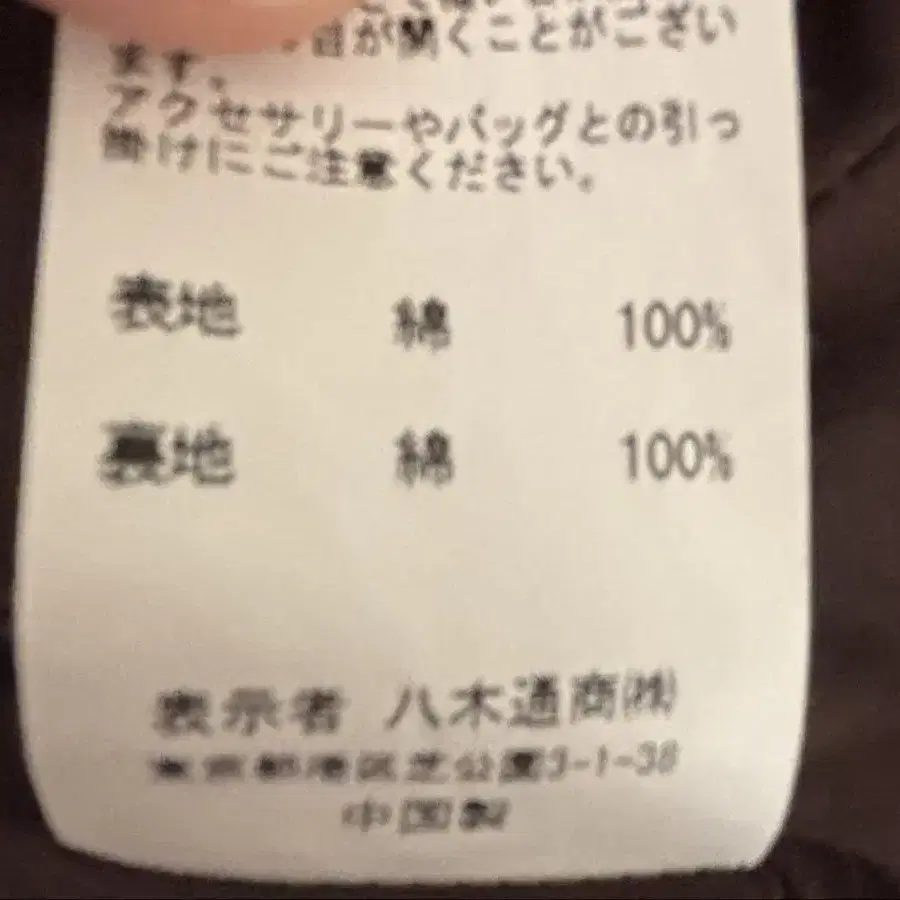 目が開くことがござい
ます。
アクセサリーやバッグとの引っ
掛けにご注意ください。
表地 綿 100%
裏地 綿 100%
表示者 八木通商㈱
東京都港区芝公園3-1-38
中国製